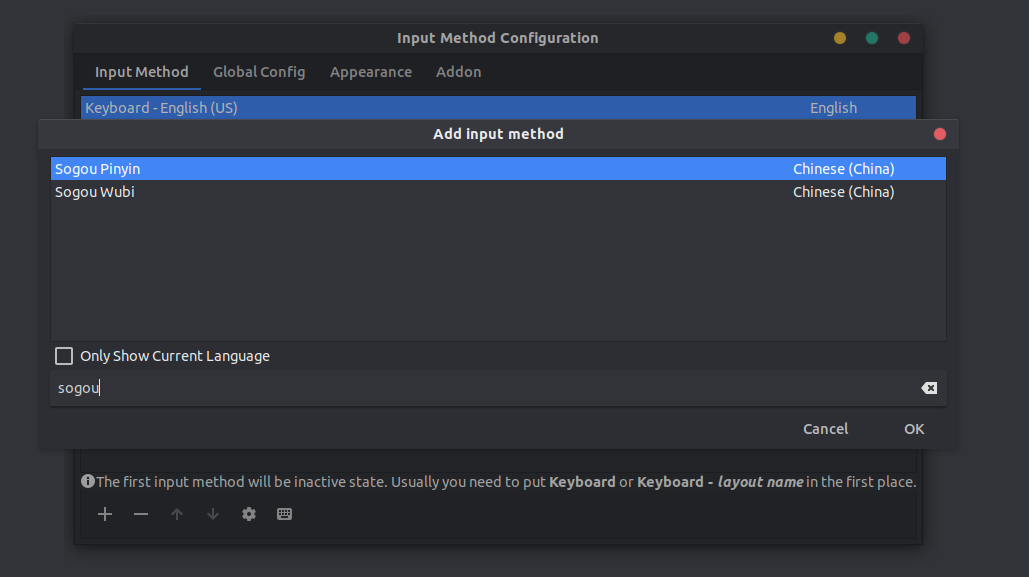 Input Method Configuration
Input Method Global Config Appearance Addon
Keyboard - English (US) English
Add input method
Sogou Pinyin Chinese (China)
Sogou Wubi Chinese (China)
Only Show Current Language
sogou
Cancel OK
The first input method will be inactive state. Usually you need to put Keyboard or Keyboard - layout name in the first place.